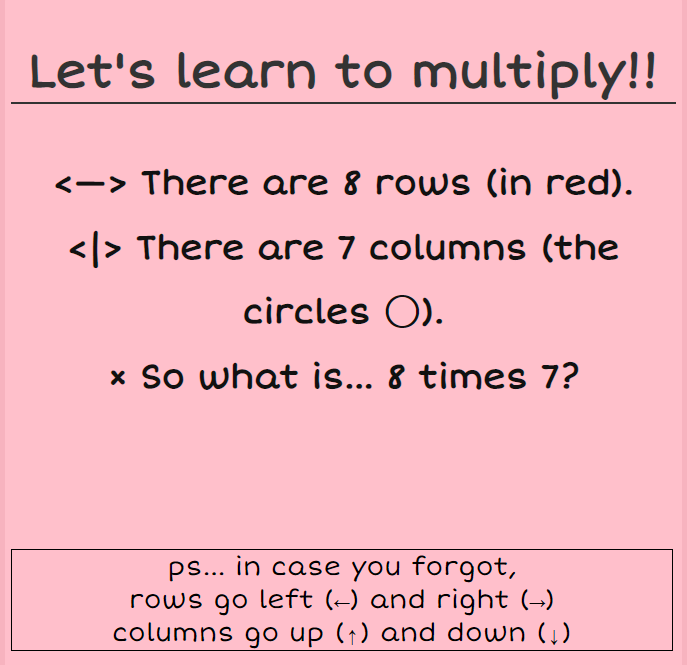 Let's learn to multiply!!
<—> There are 8 rows (in red).
<|> There are 7 columns (the
circles ◯).
× So what is... 8 times 7?
ps... in case you forgot,
rows go left (←) and right (→)
columns go up (↑) and down (↓)